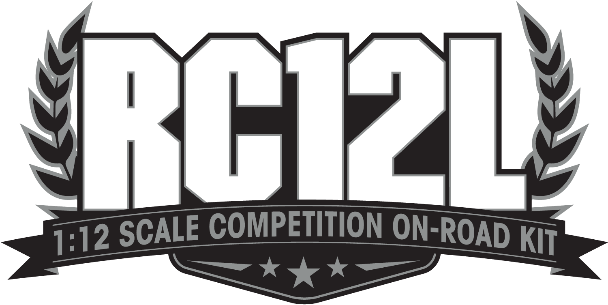 RC12L
1:12 SCALE COMPETITION ON-ROAD KIT